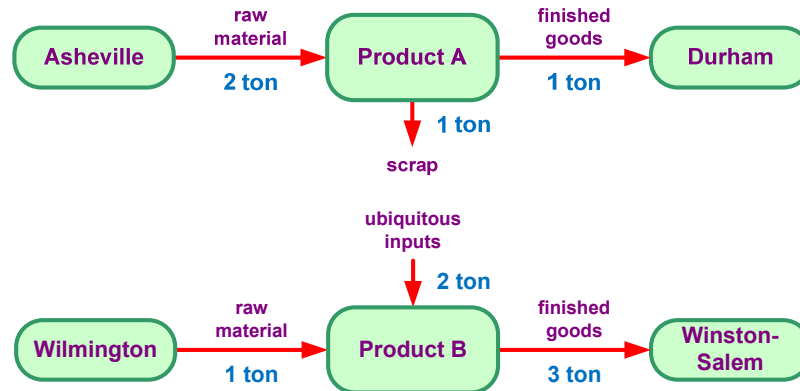 raw
material
finished
goods
Asheville
Product A
Durham
2 ton
1 ton
1 ton
scrap
ubiquitous
inputs
2 ton
raw
material
finished
goods
Wilmington
Product B
Winston-
Salem
1 ton
3 ton